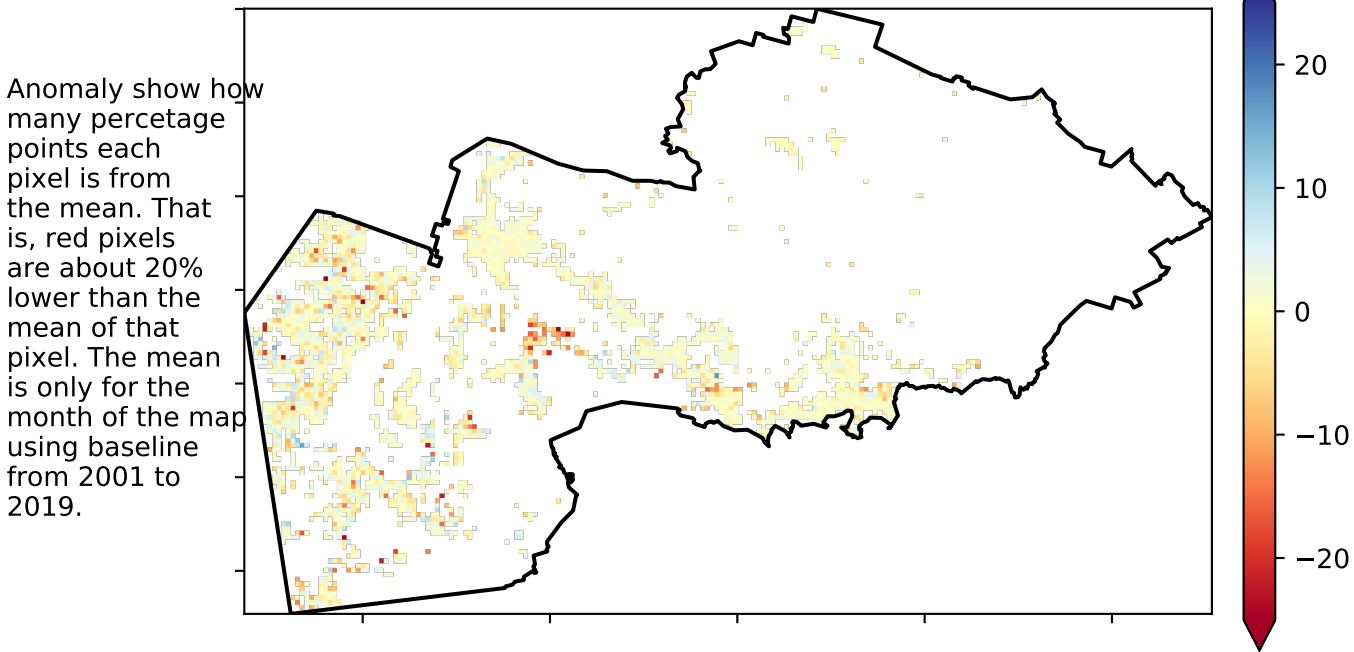 Anomaly show how
many percetage
points each
pixel is from
the mean. That
is, red pixels
are about 20%
lower than the
mean of that
pixel. The mean
is only for the
month of the map
using baseline
from 2001 to
2019.
20
10
0
−10
−20